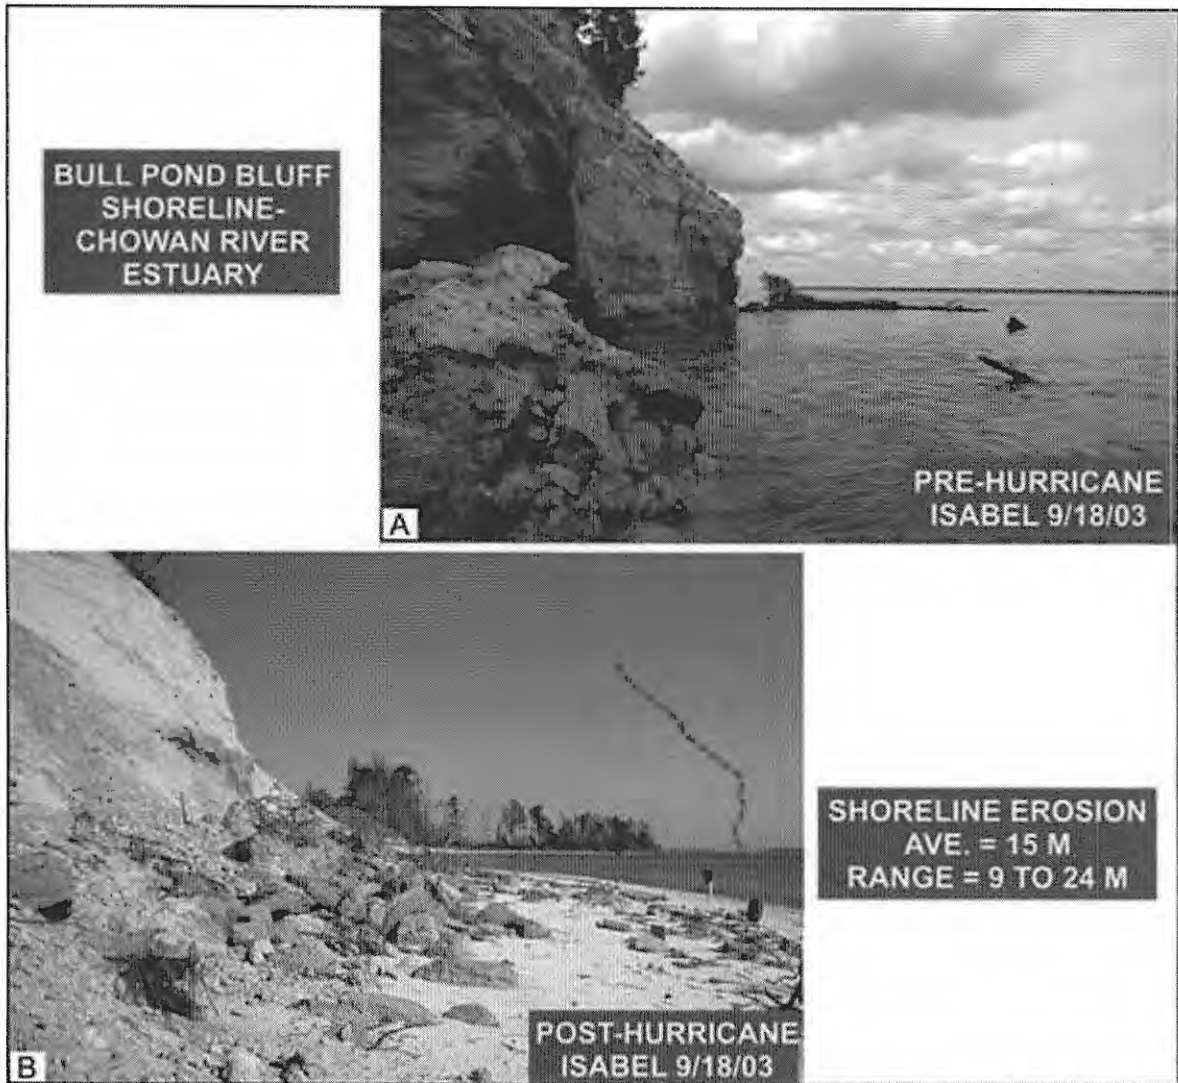 BULL POND BLUFF
SHORELINE-
CHOWAN RIVER
ESTUARY
PRE-HURRICANE
ISABEL 9/18/03
A
SHORELINE EROSION
AVE. = 15 M
RANGE = 9 TO 24 M
POST-HURRICANE
ISABEL 9/18/03
B